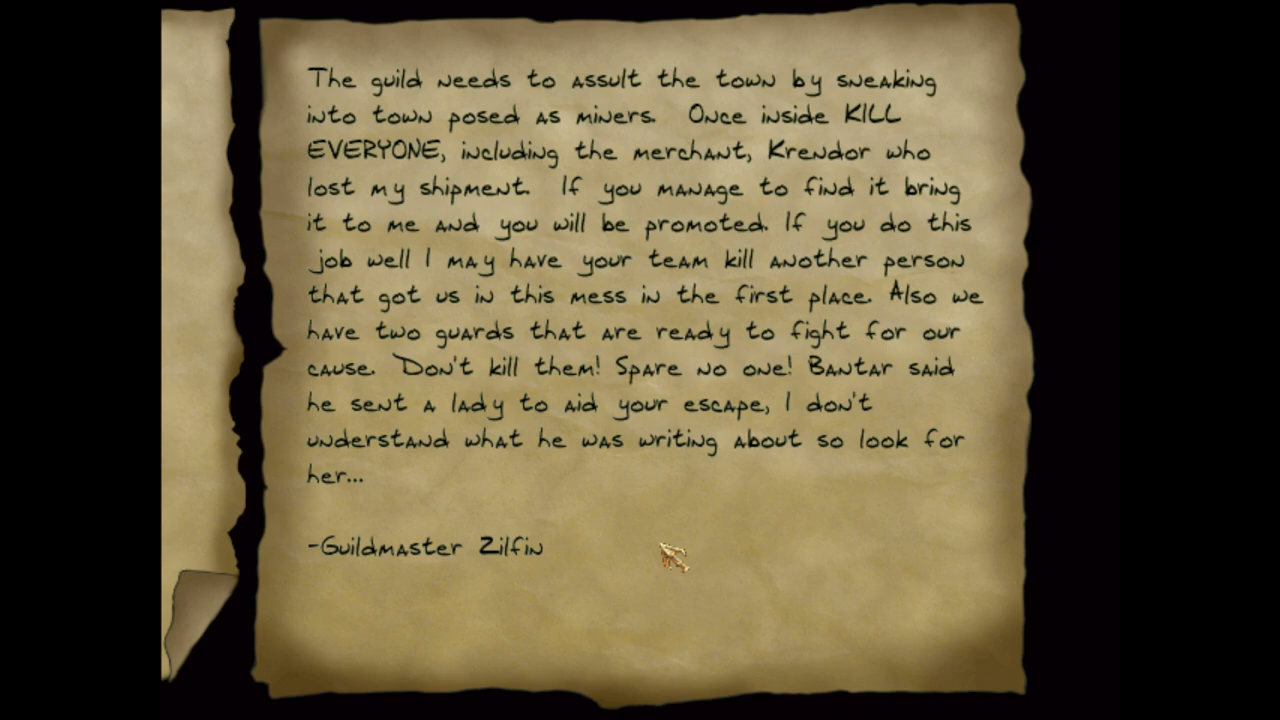 The guild needs to assult the town by sneaking
into town posed as miners. Once inside KILL
EVERYONE, including the merchant, Krendor who
lost my shipment. If you manage to find it bring
it to me and you will be promoted. If you do this
job well I may have your team kill another person
that got us in this mess in the first place. Also we
have two guards that are ready to fight for our
cause. Don't kill them! Spare no one! Bantar said
he sent a lady to aid your escape, I don't
understand what he was writing about so look for
her...
-Guildmaster Zilfin